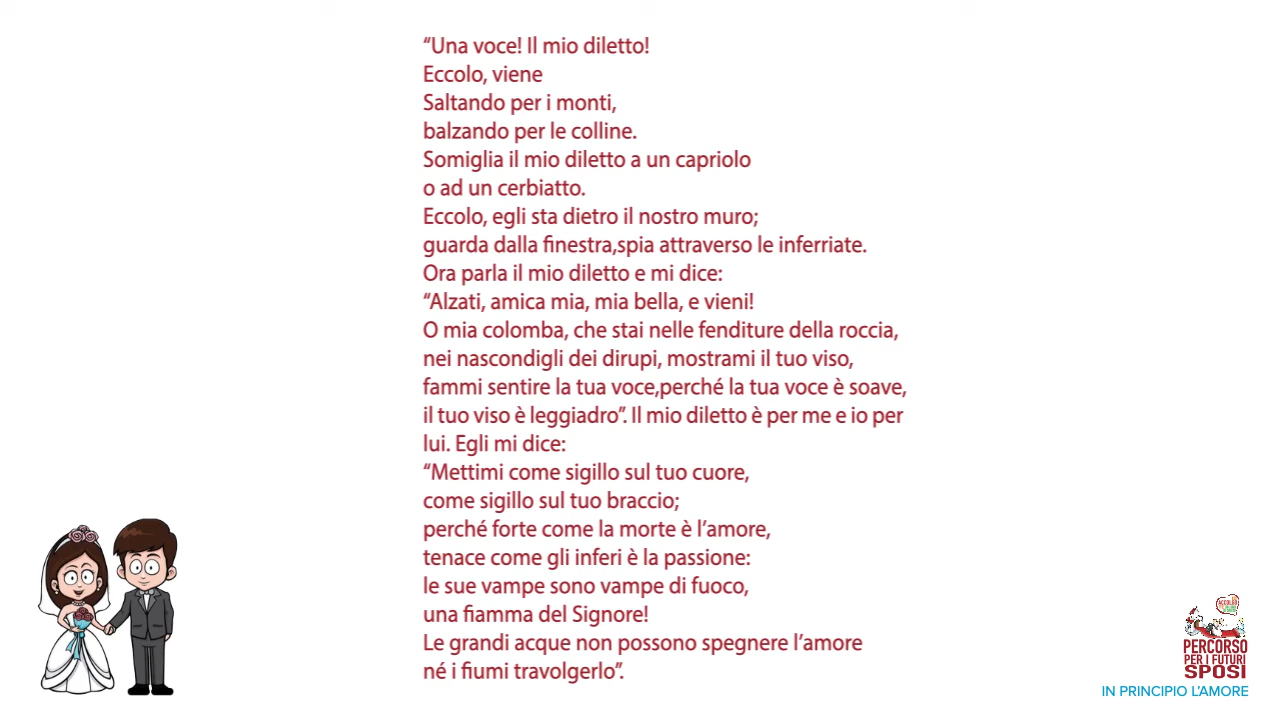 “Una voce! Il mio diletto!
Eccolo, viene
Saltando per i monti,
balzando per le colline.
Somiglia il mio diletto a un capriolo
o ad un cerbiatto.
Eccolo, egli sta dietro il nostro muro;
guarda dalla finestra,spia attraverso le inferriate.
Ora parla il mio diletto e mi dice:
“Alzati, amica mia, mia bella, e vieni!
O mia colomba, che stai nelle fenditure della roccia,
nei nascondigli dei dirupi, mostrami il tuo viso,
fammi sentire la tua voce,perché la tua voce è soave,
il tuo viso è leggiadro”. Il mio diletto è per me e io per
lui. Egli mi dice:
“Mettimi come sigillo sul tuo cuore,
come sigillo sul tuo braccio;
perché forte come la morte è l’amore,
tenace come gli inferi è la passione:
le sue vampe sono vampe di fuoco,
una fiamma del Signore!
Le grandi acque non possono spegnere l’amore
né i fiumi travolgerlo”.
PERCORSO
PER I FUTURI
SPOSI
IN PRINCIPIO L’AMORE